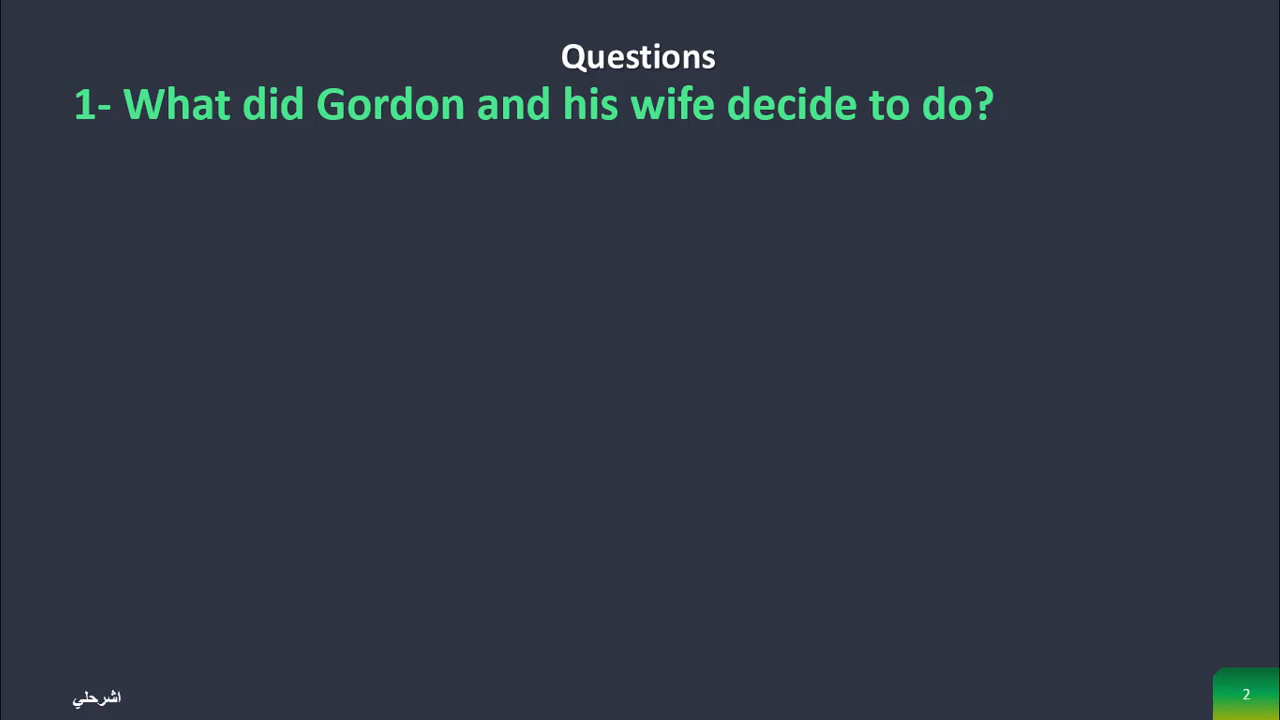 Questions
1- What did Gordon and his wife decide to do?
اشرحلي
2